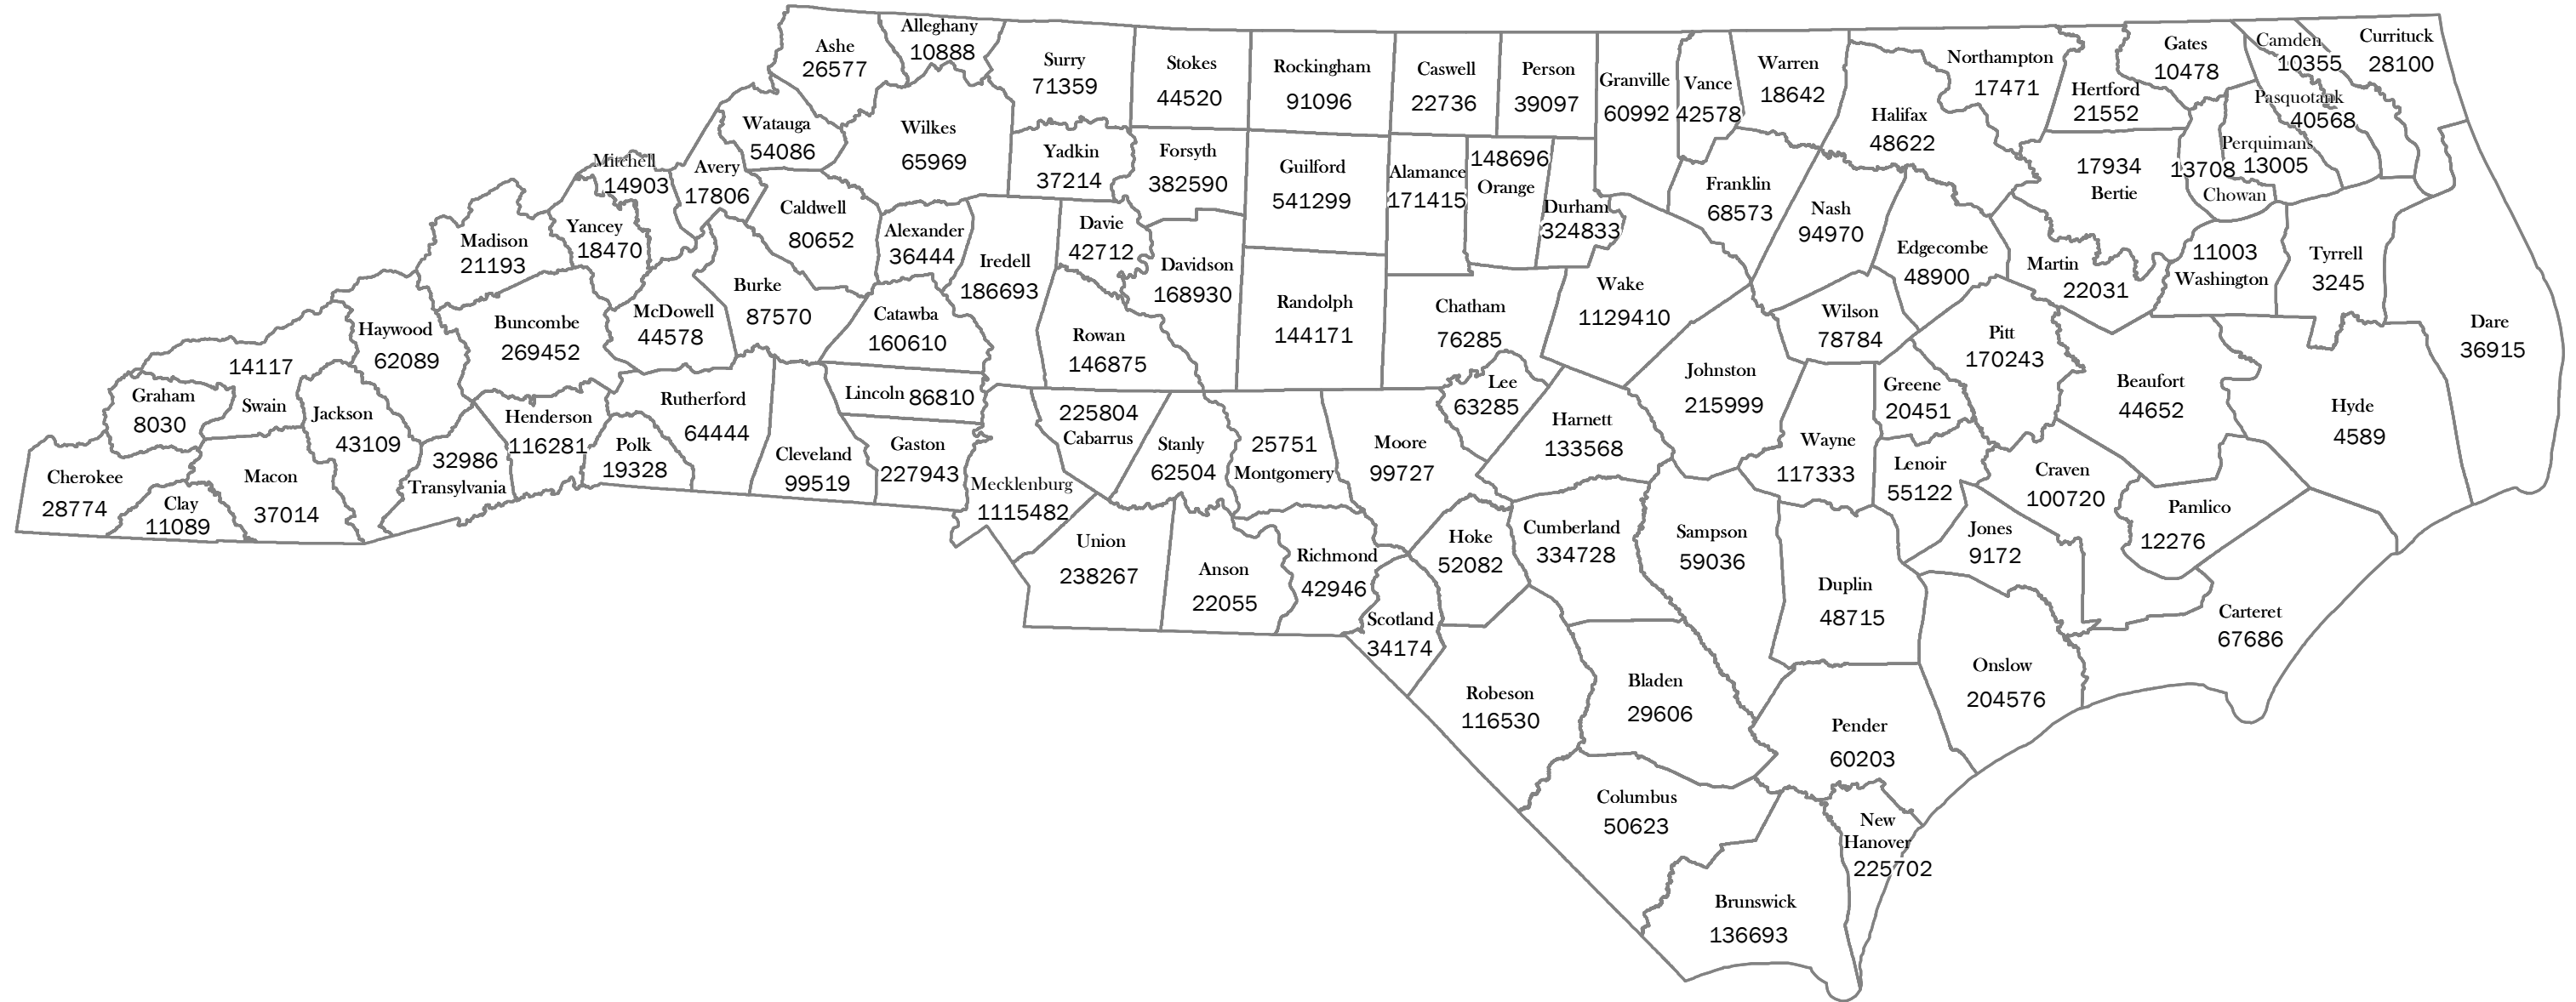 Ashe
26577
Alleghany
10888
Surry
71359
Stokes
44520
Rockingham
91096
Caswell
22736
Person
39097
Granville
60992
Vance
42578
Warren
18642
Halifax
48622
Northampton
17471
Hertford
21552
Gates
10478
Camden
10355
Currituck
28100
Pasquotank
40568
Perquimans
13005
13708
Chowan
17934
Bertie
Watauga
54086
Wilkes
65969
Yadkin
37214
Forsyth
382590
Guilford
541299
Alamance
171415
148696
Orange
Durham
324833
Franklin
68573
Nash
94970
Edgecombe
48900
Martin
22031
11003
Washington
Tyrrell
3245
Dare
36915
Mitchell
14903
Avery
17806
Caldwell
80652
Alexander
36444
Iredell
186693
Davie
42712
Davidson
168930
Randolph
144171
Chatham
76285
Wake
1129410
Wilson
78784
Pitt
170243
Beaufort
44652
Hyde
4589
Madison
21193
Yancey
18470
Haywood
62089
Buncombe
269452
McDowell
44578
Burke
87570
Catawba
160610
Rowan
146875
Lee
63285
Harnett
133568
Johnston
215999
Greene
20451
Wayne
117333
Lenoir
55122
Craven
100720
Pamlico
12276
14117
Swain
Graham
8030
Jackson
43109
Cherokee
28774
Clay
11089
Macon
37014
32986
Transylvania
Henderson
116281
Polk
19328
Rutherford
64444
Cleveland
99519
Lincoln 86810
Gaston
227943
Mecklenburg
1115482
225804
Cabarrus
Stanly
62504
25751
Montgomery
Moore
99727
Union
238267
Anson
22055
Richmond
42946
Scotland
34174
Hoke
52082
Cumberland
334728
Sampson
59036
Duplin
48715
Jones
9172
Carteret
67686
Onslow
204576
Robeson
116530
Bladen
29606
Pender
60203
Columbus
50623
New
Hanover
225702
Brunswick
136693